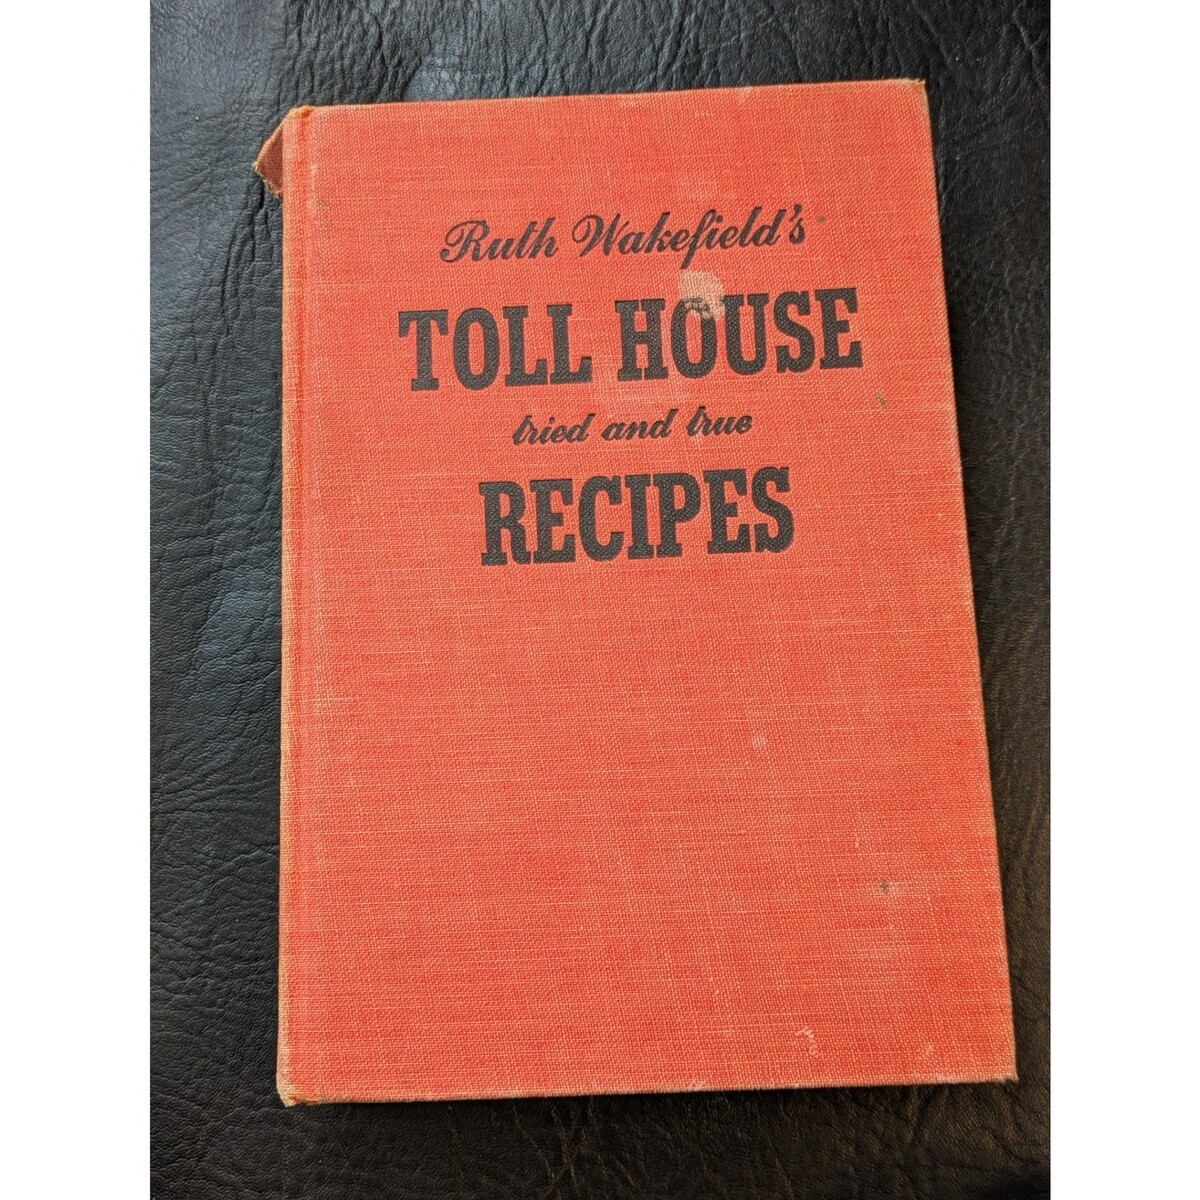 Ruth Wakefield's
TOLL HOUSE
tried and true
RECIPES